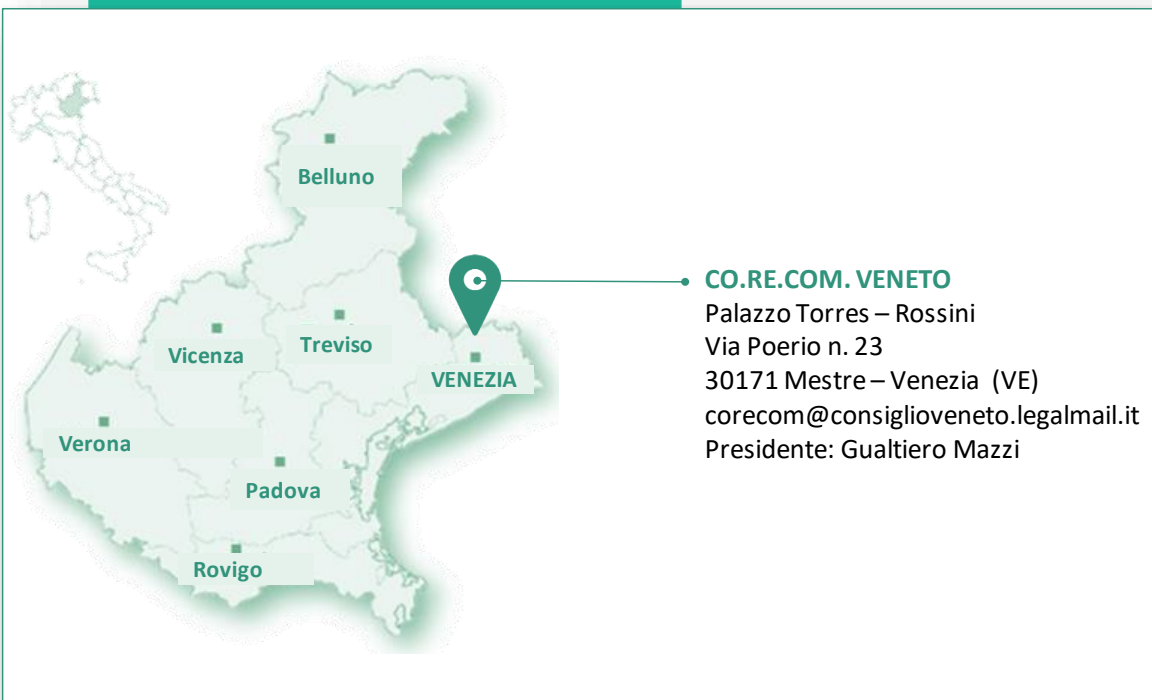 Belluno
Vicenza
Treviso
VENEZIA
Verona
Padova
Rovigo
CO.RE.COM. VENETO
Palazzo Torres – Rossini
Via Poerio n. 23
30171 Mestre – Venezia (VE)
corecom@consiglioveneto.legalmail.it
Presidente: Gualtiero Mazzi